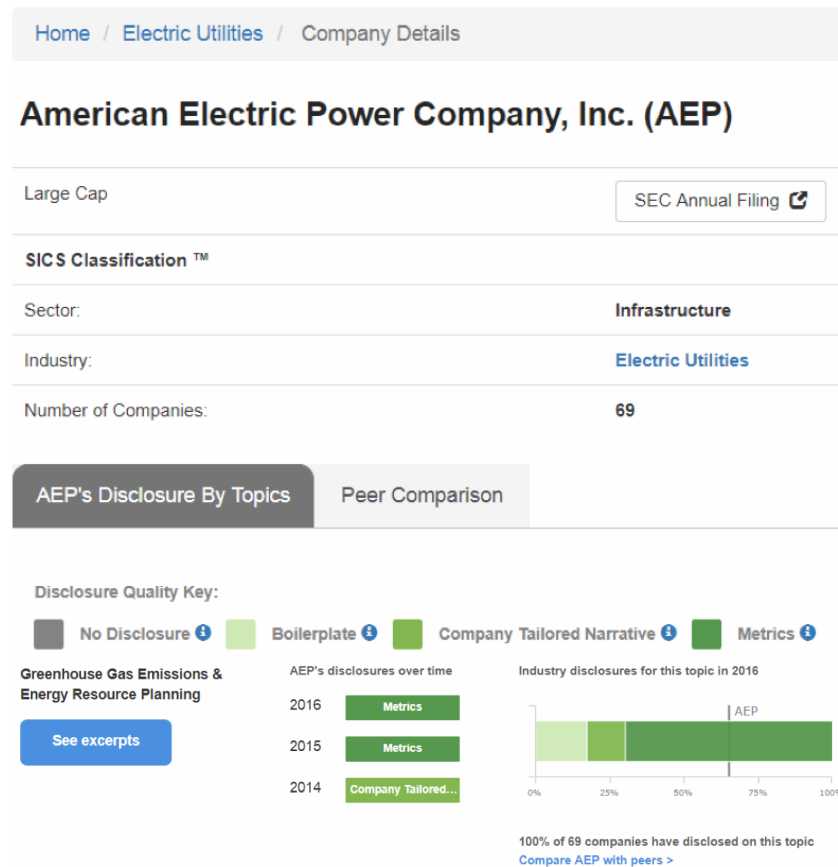 Home / Electric Utilities / Company Details
American Electric Power Company, Inc. (AEP)
Large Cap
SEC Annual Filing
SICS Classification ™
Sector: Infrastructure
Industry: Electric Utilities
Number of Companies: 69
AEP's Disclosure By Topics Peer Comparison
Disclosure Quality Key:
No Disclosure Boilerplate Company Tailored Narrative Metrics
Greenhouse Gas Emissions &
Energy Resource Planning
See excerpts
AEP's disclosures over time
2016 Metrics
2015 Metrics
2014 Company Tailored...
Industry disclosures for this topic in 2016
AEP
0% 25% 50% 75% 100%
100% of 69 companies have disclosed on this topic
Compare AEP with peers >